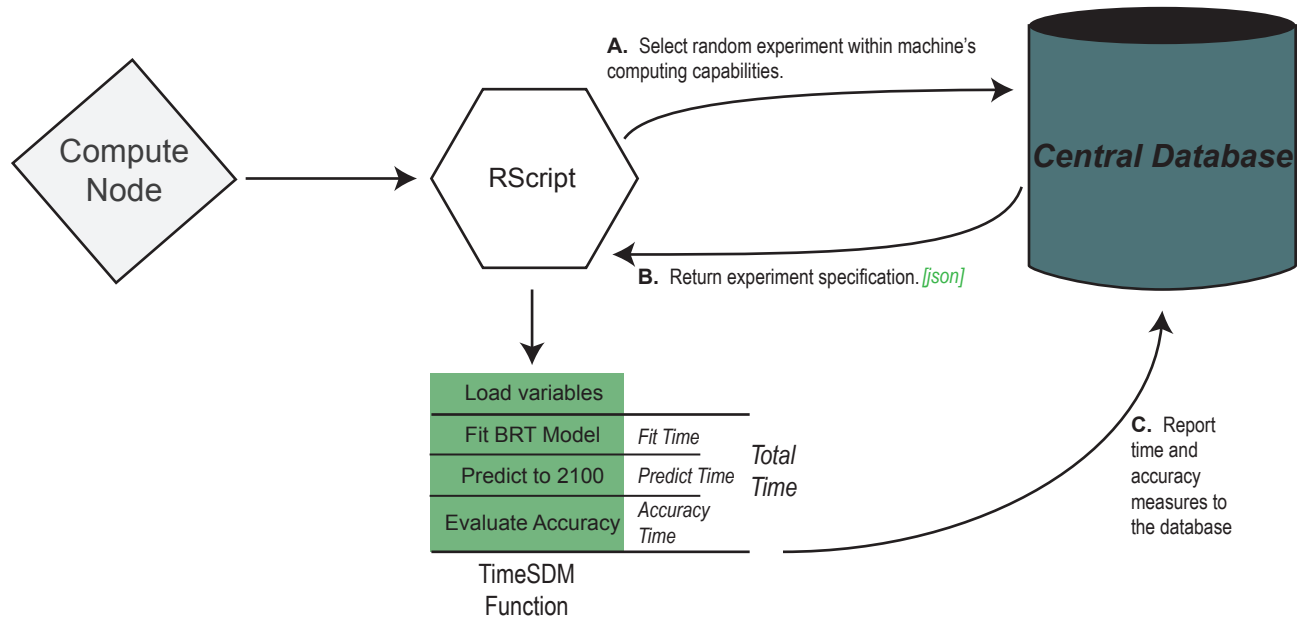 A. Select random experiment within machine's
computing capabilities.
Compute
Node
RScript
Central Database
B. Return experiment specification. [json]
Load variables
Fit BRT Model
Fit Time
Predict to 2100
Predict Time
Evaluate Accuracy
Accuracy
Time
Total
Time
C. Report
time and
accuracy
measures to
the database
TimeSDM
Function